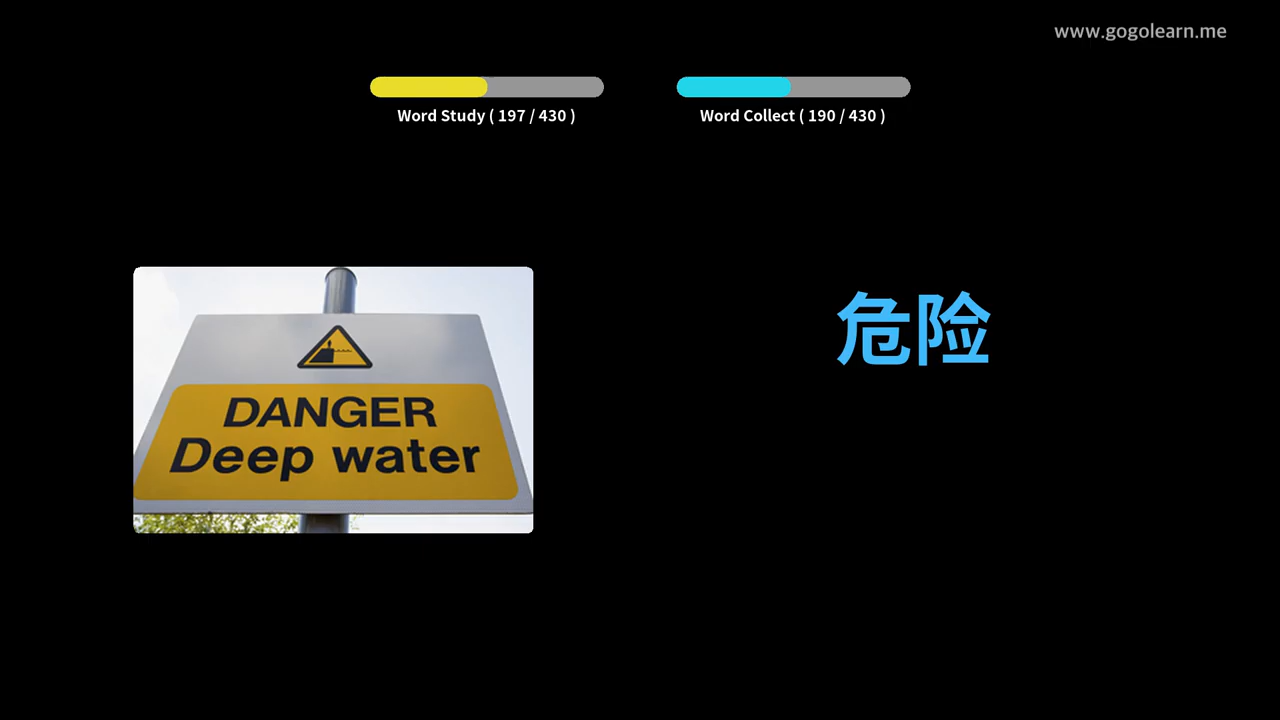 www.gogolearn.me
Word Study ( 197 / 430 )
Word Collect ( 190 / 430 )
DANGER
Deep water
危险